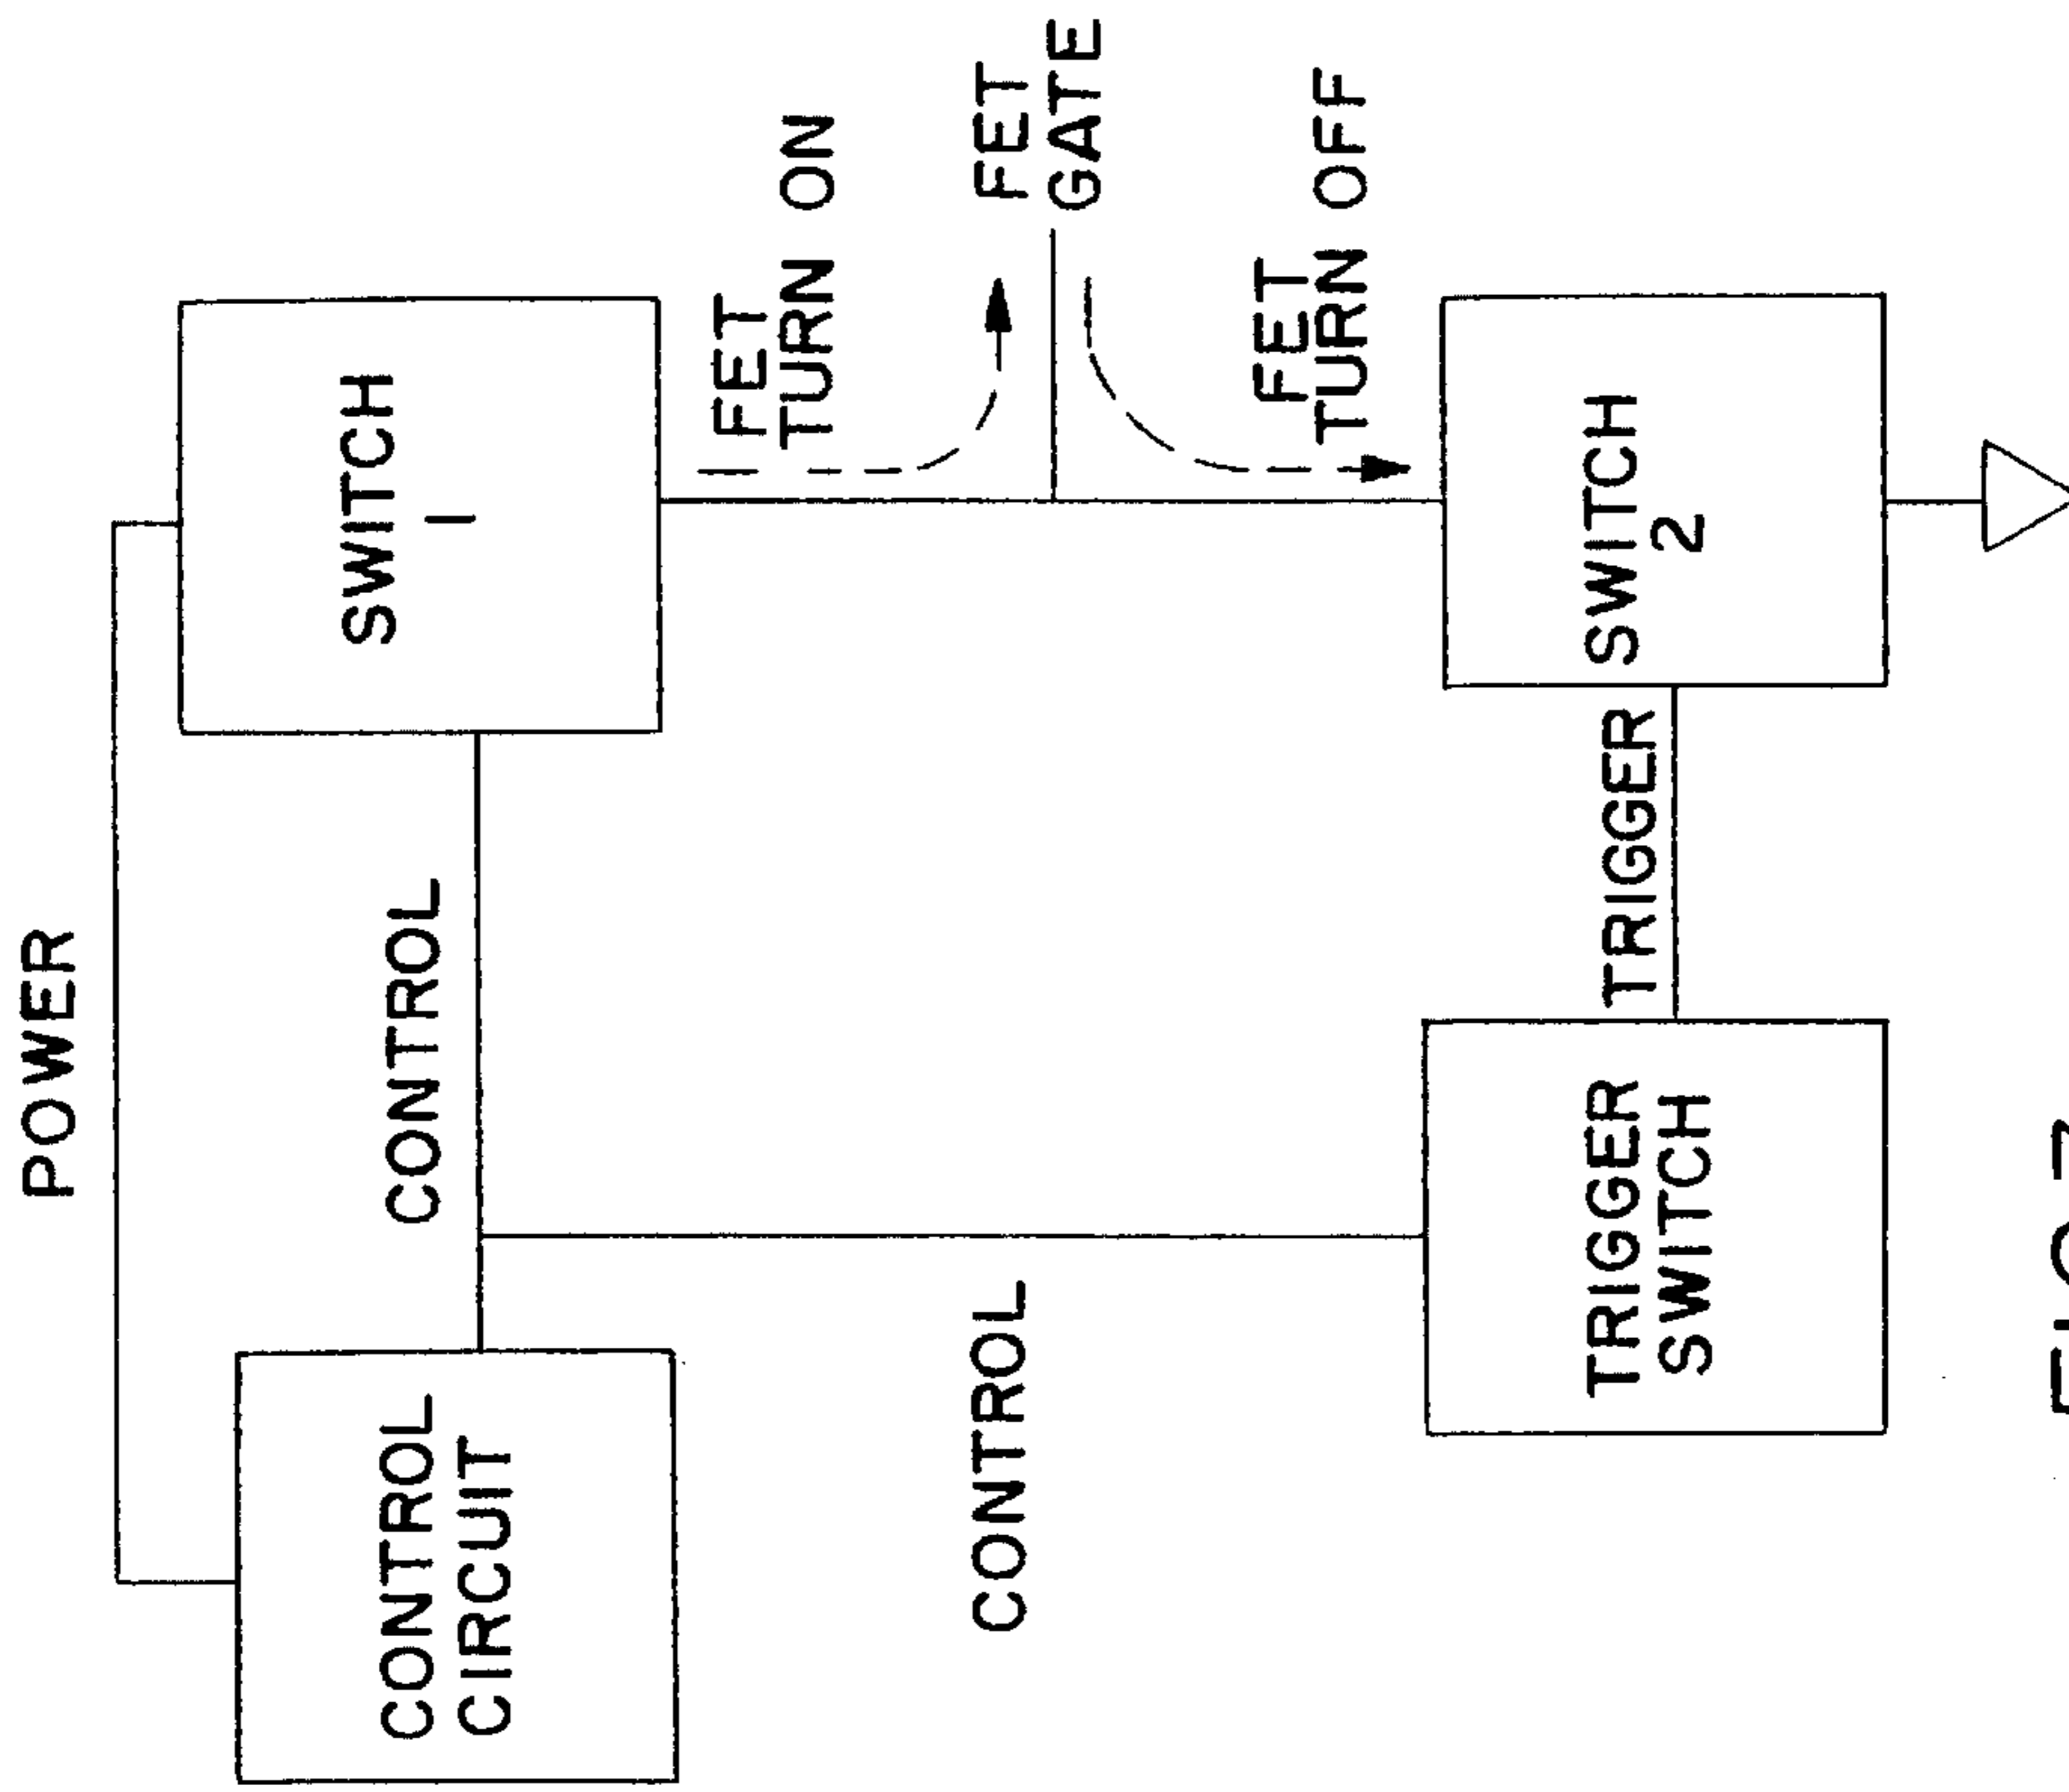 POWER
CONTROL
CIRCUIT
CONTROL
SWITCH
1
FET
TURN ON
CONTROL
FET
GATE
FET
TURN OFF
TRIGGER
SWITCH
TRIGGER
SWITCH
2